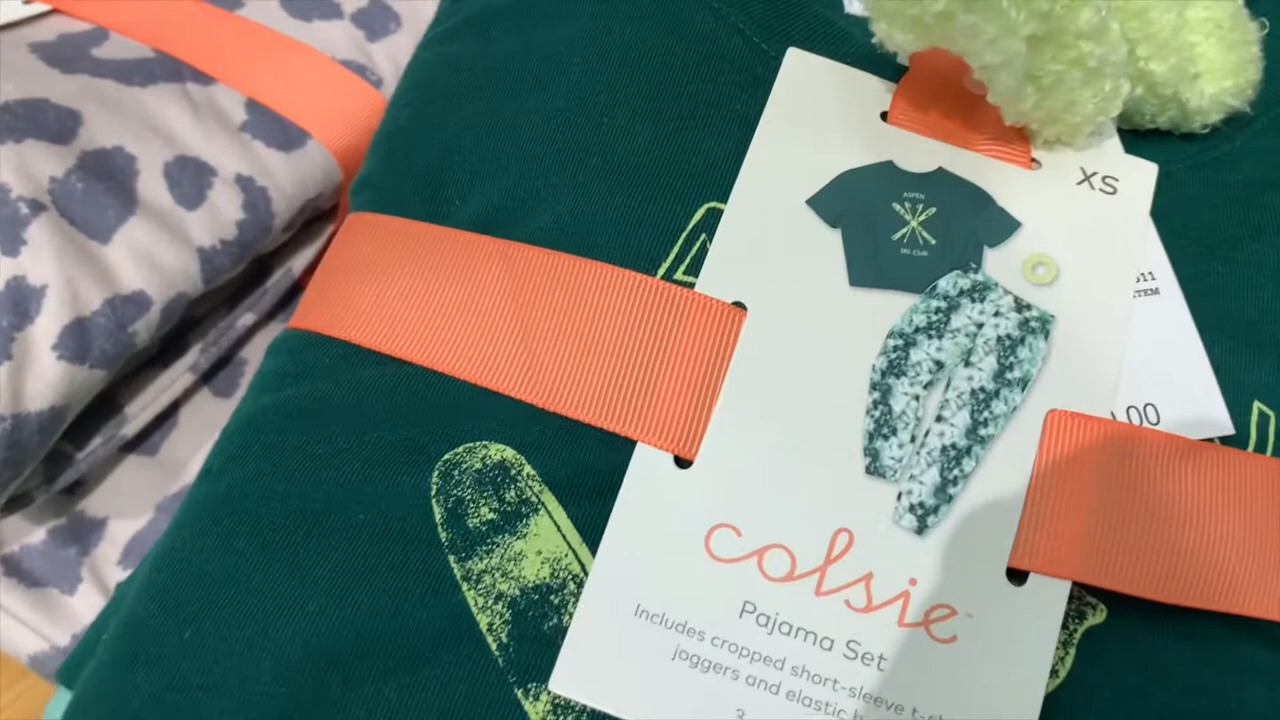 XS
ASPEN
SKI Club
colsie
Pajama Set
Includes cropped short-sleeve
joggers and elastic